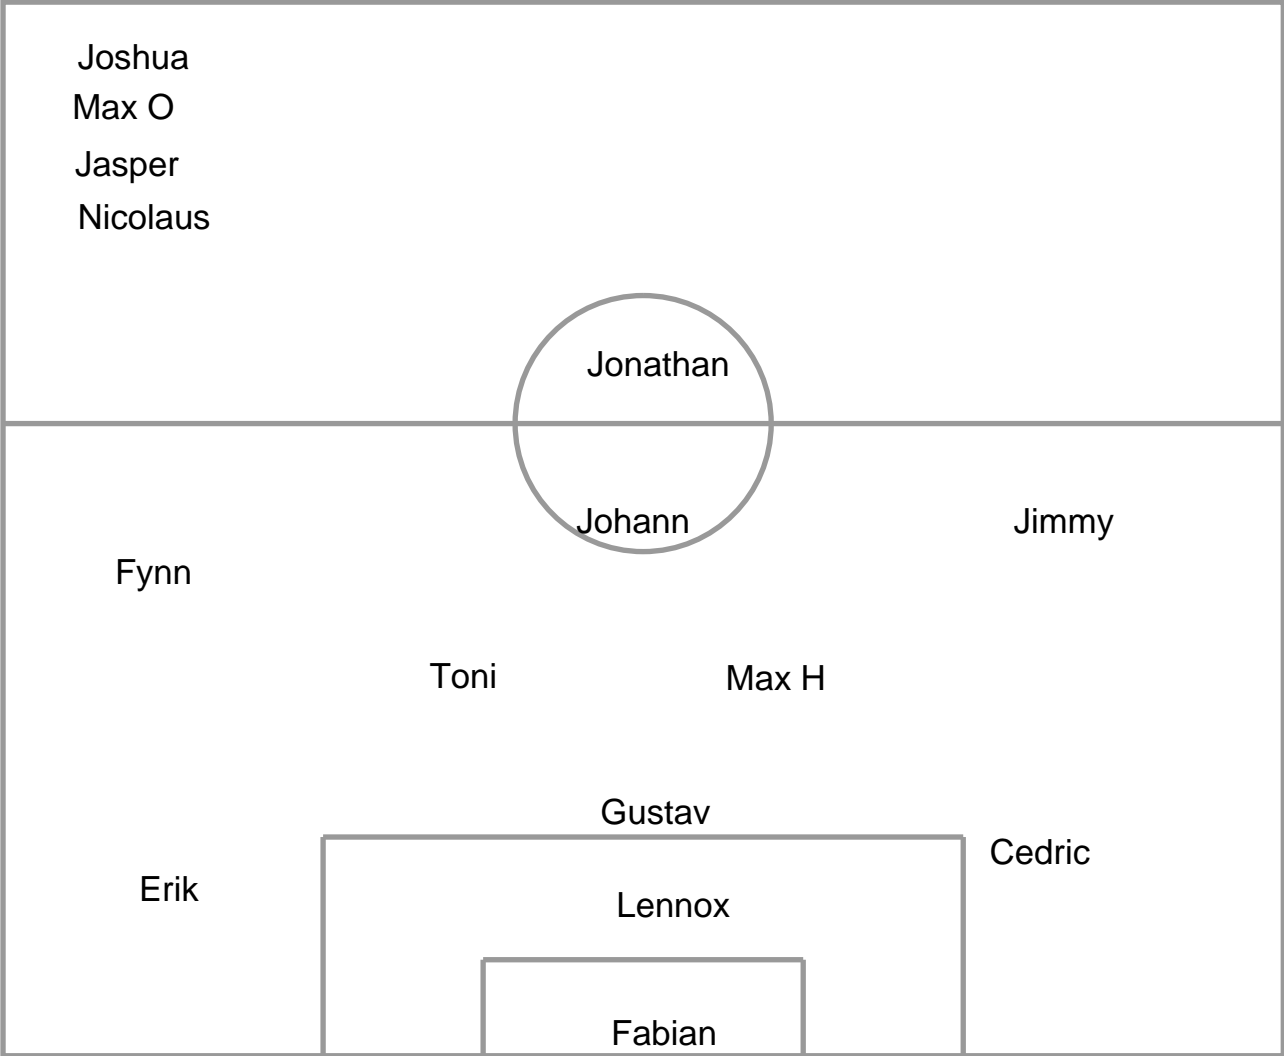 Joshua
Max O
Jasper
Nicolaus
Jonathan
Johann
Jimmy
Fynn
Toni
Max H
Gustav
Cedric
Erik
Lennox
Fabian